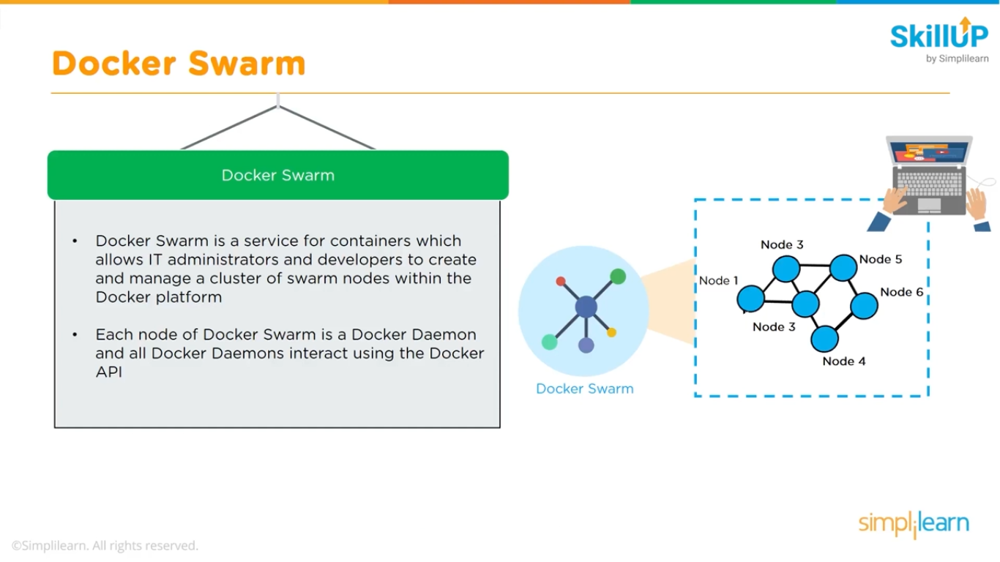 SkillUP
by Simplilearn
Docker Swarm
Docker Swarm
• Docker Swarm is a service for containers which
allows IT administrators and developers to create
and manage a cluster of swarm nodes within the
Docker platform
• Each node of Docker Swarm is a Docker Daemon
and all Docker Daemons interact using the Docker
API
Docker Swarm
Node 3
Node 5
Node 1
Node 6
Node 3
Node 4
simplilearn
©Simplilearn. All rights reserved.